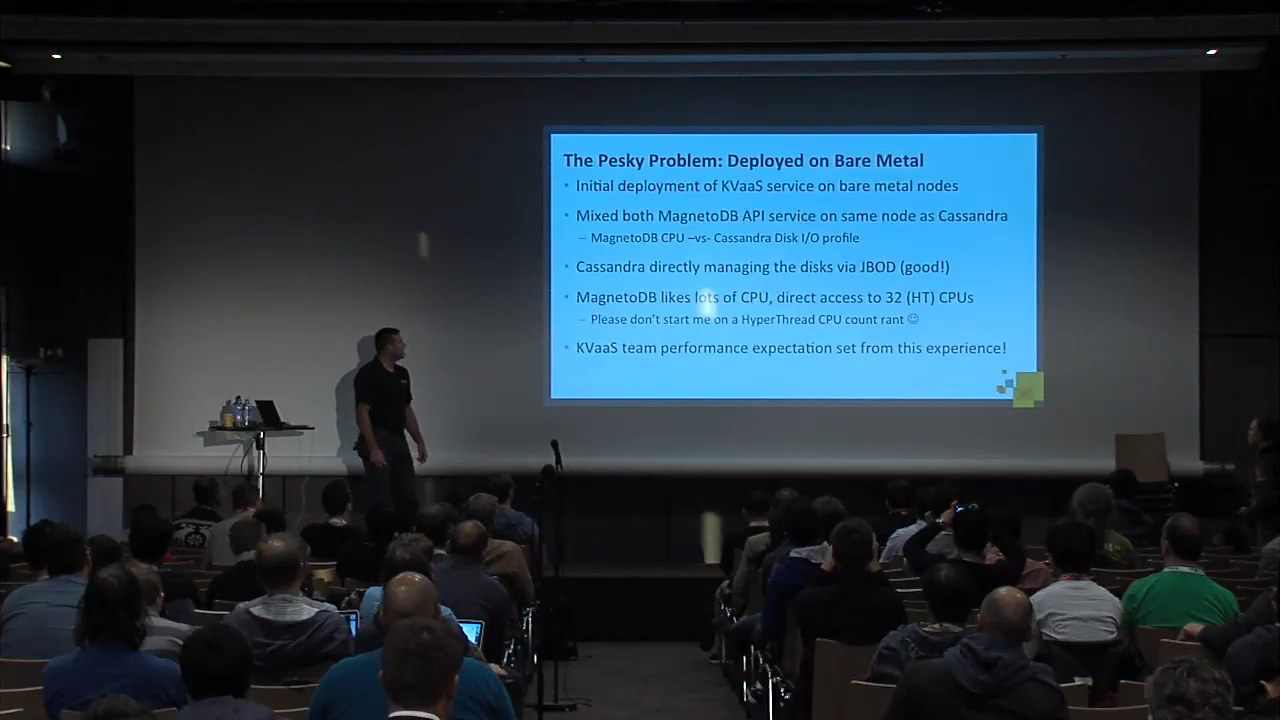 The Pesky Problem: Deployed on Bare Metal
• Initial deployment of KVaaS service on bare metal nodes
• Mixed both MagnetoDB API service on same node as Cassandra
– MagnetoDB CPU –vs- Cassandra Disk I/O profile
• Cassandra directly managing the disks via JBOD (good!)
• MagnetoDB likes lots of CPU, direct access to 32 (HT) CPUs
– Please don't start me on a HyperThread CPU count rant ☺
• KVaaS team performance expectation set from this experience!